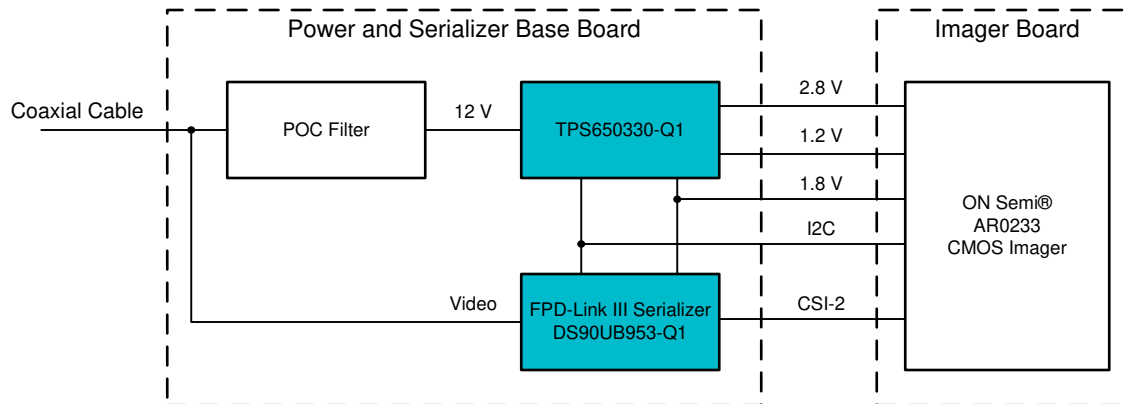 Power and Serializer Base Board
Imager Board
Coaxial Cable
POC Filter
12 V
TPS650330-Q1
2.8 V
1.2 V
1.8 V
I2C
ON Semi®
AR0233
CMOS Imager
Video
FPD-Link III Serializer
DS90UB953-Q1
CSI-2